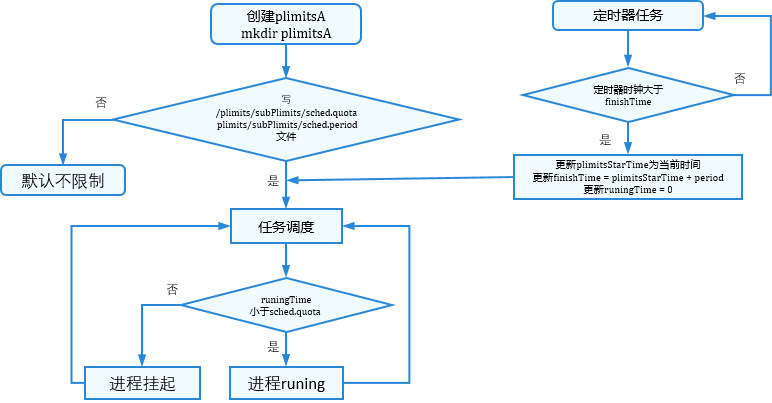 创建plimitsA
mkdir plimitsA
定时器任务
写
/plimits/subPlimits/sched.quota
plimits/subPlimits/sched.period
文件
否
定时器时钟大于
finishTime
否
是
默认不限制
是
更新plimitsStarTime为当前时间
更新finishTime = plimitsStarTime + period
更新runingTime = 0
任务调度
runingTime
小于sched.quota
否
是
进程挂起
进程runing